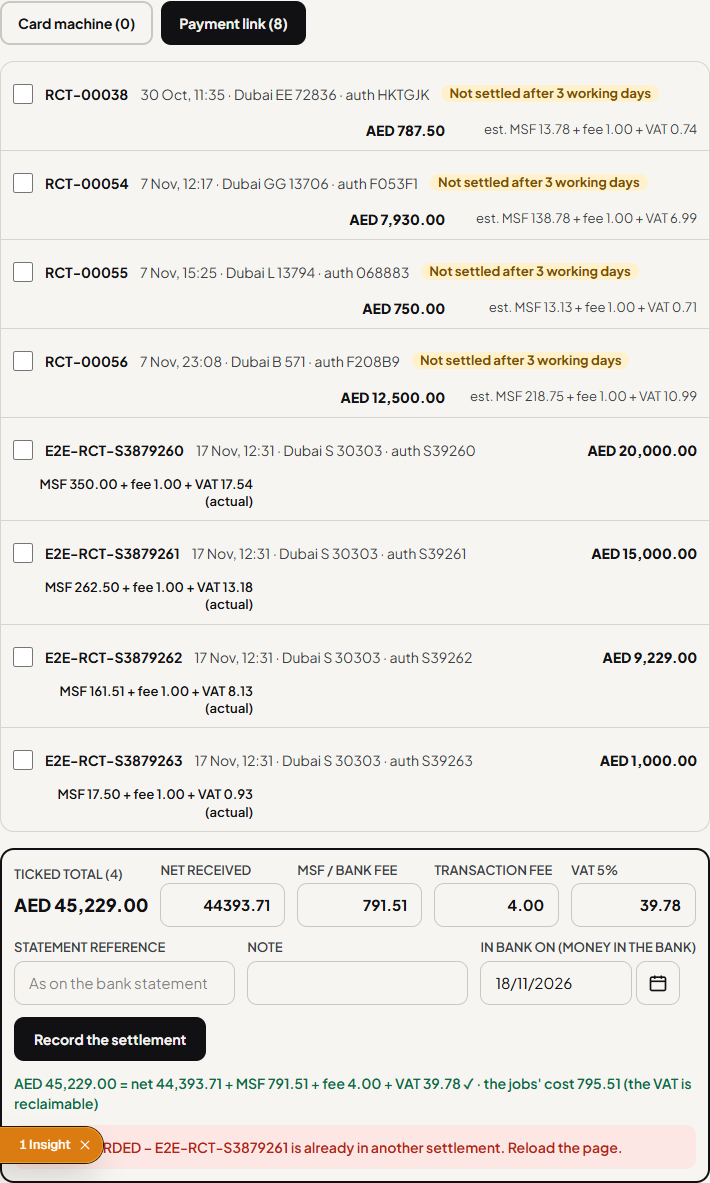 Card machine (0) Payment link (8)
RCT-00038 30 Oct, 11:35 · Dubai EE 72836 · auth HKTGJK Not settled after 3 working days
AED 787.50 est. MSF 13.78 + fee 1.00 + VAT 0.74
RCT-00054 7 Nov, 12:17 · Dubai GG 13706 · auth F053F1 Not settled after 3 working days
AED 7,930.00 est. MSF 138.78 + fee 1.00 + VAT 6.99
RCT-00055 7 Nov, 15:25 · Dubai L 13794 · auth 068883 Not settled after 3 working days
AED 750.00 est. MSF 13.13 + fee 1.00 + VAT 0.71
RCT-00056 7 Nov, 23:08 · Dubai B 571 · auth F208B9 Not settled after 3 working days
AED 12,500.00 est. MSF 218.75 + fee 1.00 + VAT 10.99
E2E-RCT-S3879260 17 Nov, 12:31 · Dubai S 30303 · auth S39260 AED 20,000.00
MSF 350.00 + fee 1.00 + VAT 17.54
(actual)
E2E-RCT-S3879261 17 Nov, 12:31 · Dubai S 30303 · auth S39261 AED 15,000.00
MSF 262.50 + fee 1.00 + VAT 13.18
(actual)
E2E-RCT-S3879262 17 Nov, 12:31 · Dubai S 30303 · auth S39262 AED 9,229.00
MSF 161.51 + fee 1.00 + VAT 8.13
(actual)
E2E-RCT-S3879263 17 Nov, 12:31 · Dubai S 30303 · auth S39263 AED 1,000.00
MSF 17.50 + fee 1.00 + VAT 0.93
(actual)
TICKED TOTAL (4) NET RECEIVED MSF / BANK FEE TRANSACTION FEE VAT 5%
AED 45,229.00 44393.71 791.51 4.00 39.78
STATEMENT REFERENCE NOTE IN BANK ON (MONEY IN THE BANK)
As on the bank statement 18/11/2026
Record the settlement
AED 45,229.00 = net 44,393.71 + MSF 791.51 + fee 4.00 + VAT 39.78 ✓ · the jobs' cost 795.51 (the VAT is
reclaimable)
1 Insight × RDED – E2E-RCT-S3879261 is already in another settlement. Reload the page.